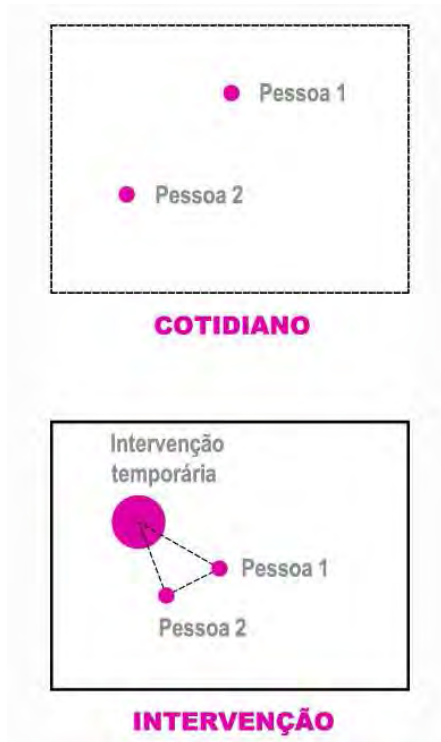 Pessoa 1
Pessoa 2
COTIDIANO
Intervenção
temporária
Pessoa 1
Pessoa 2
INTERVENÇÃO